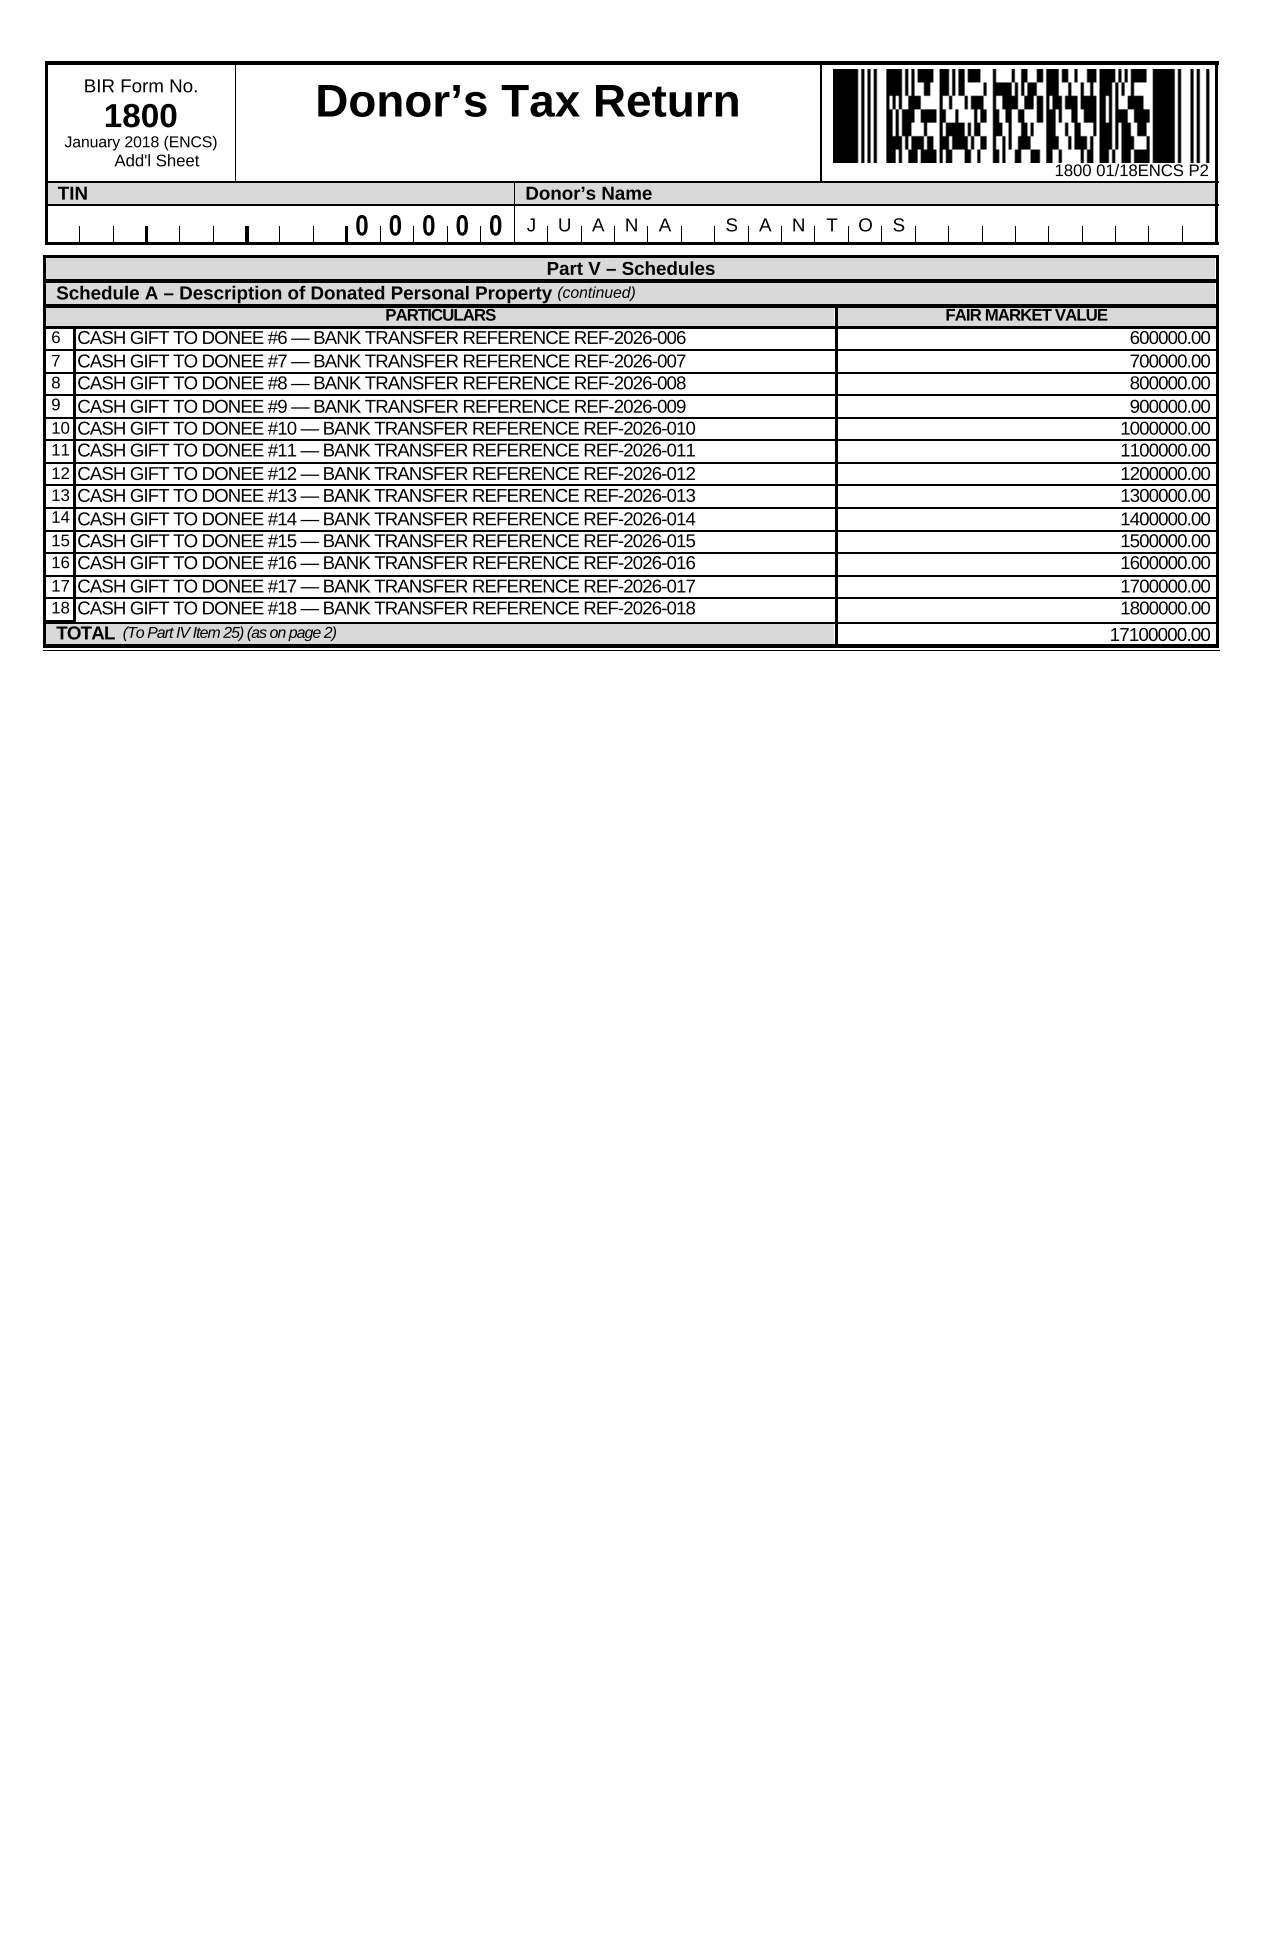 BIR Form No.
1800
January 2018 (ENCS)
Add'l Sheet
Donor’s Tax Return
1800 01/18ENCS P2
TIN
Donor’s Name
0 0 0 0 0
JUANA SANTOS
Part V – Schedules
Schedule A – Description of Donated Personal Property (continued)
PARTICULARS FAIR MARKET VALUE
6 CASH GIFT TO DONEE #6 — BANK TRANSFER REFERENCE REF-2026-006 600000.00
7 CASH GIFT TO DONEE #7 — BANK TRANSFER REFERENCE REF-2026-007 700000.00
8 CASH GIFT TO DONEE #8 — BANK TRANSFER REFERENCE REF-2026-008 800000.00
9 CASH GIFT TO DONEE #9 — BANK TRANSFER REFERENCE REF-2026-009 900000.00
10 CASH GIFT TO DONEE #10 — BANK TRANSFER REFERENCE REF-2026-010 1000000.00
11 CASH GIFT TO DONEE #11 — BANK TRANSFER REFERENCE REF-2026-011 1100000.00
12 CASH GIFT TO DONEE #12 — BANK TRANSFER REFERENCE REF-2026-012 1200000.00
13 CASH GIFT TO DONEE #13 — BANK TRANSFER REFERENCE REF-2026-013 1300000.00
14 CASH GIFT TO DONEE #14 — BANK TRANSFER REFERENCE REF-2026-014 1400000.00
15 CASH GIFT TO DONEE #15 — BANK TRANSFER REFERENCE REF-2026-015 1500000.00
16 CASH GIFT TO DONEE #16 — BANK TRANSFER REFERENCE REF-2026-016 1600000.00
17 CASH GIFT TO DONEE #17 — BANK TRANSFER REFERENCE REF-2026-017 1700000.00
18 CASH GIFT TO DONEE #18 — BANK TRANSFER REFERENCE REF-2026-018 1800000.00
TOTAL (To Part IV Item 25) (as on page 2) 17100000.00